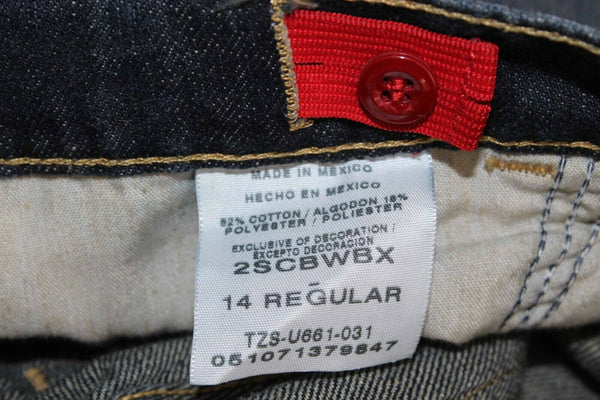 MADE IN MEXICO
HECHO EN MEXICO
82% COTTON / ALGODON 18%
POLYESTER / POLIESTER
EXCLUSIVE OF DECORATION /
EXCEPTO DECORACION
2SCBWBX
14 REGULAR
TZS-U661-031
051071379847